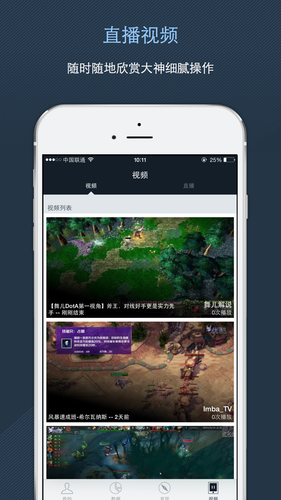 直播视频
随时随地欣赏大神细腻操作
中国联通
10:11
视频
视频
直播
视频列表
【舞儿DotA第一视角】斧王、对线好手更是实力先手 -- 刚刚结束
舞儿解说
0次播放
Imba_TV
风暴德成班-希尔瓦纳斯 -- 2天前
0次播放